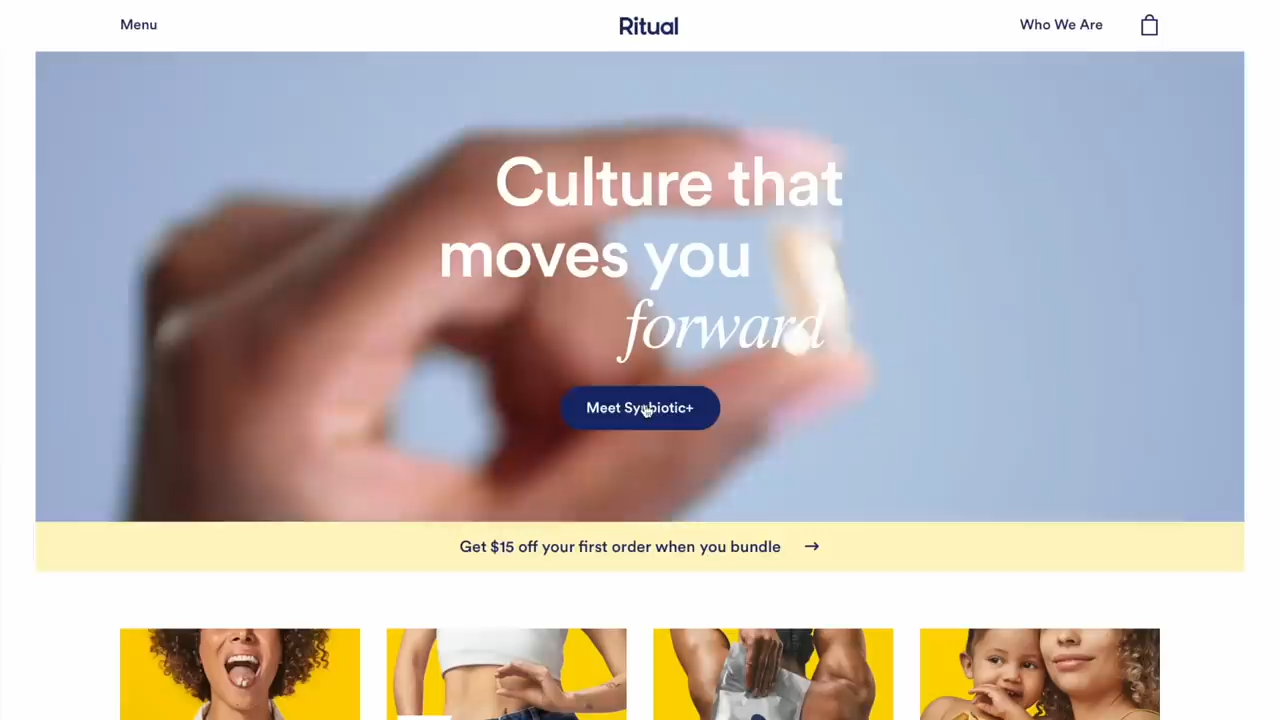 Menu
Ritual
Who We Are
Culture that
moves you
forward
Meet Synbiotic+
Get $15 off your first order when you bundle →